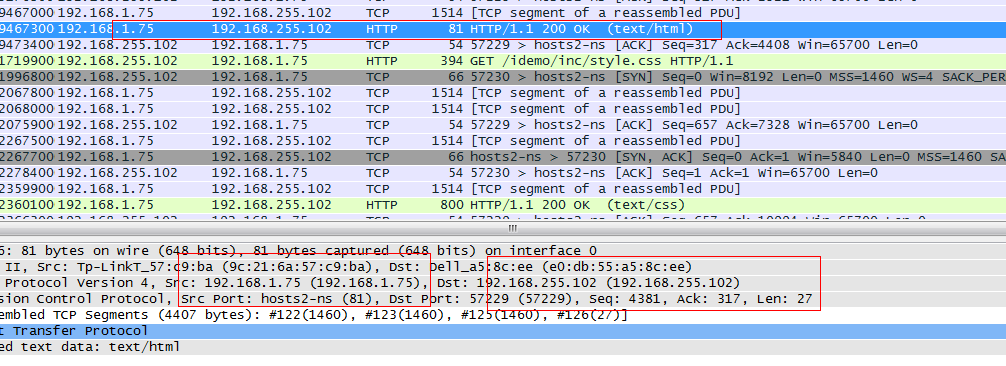 9467000 192.168.1.75 192.168.255.102 TCP 1514 [TCP segment of a reassembled PDU]
9467300 192.168.1.75 192.168.255.102 HTTP 81 HTTP/1.1 200 OK (text/html)
9473400 192.168.255.102 192.168.1.75 TCP 54 57229 > hosts2-ns [ACK] Seq=317 Ack=4408 Win=65700 Len=0
1719900 192.168.255.102 192.168.1.75 HTTP 394 GET /idemo/inc/style.css HTTP/1.1
1996800 192.168.255.102 192.168.1.75 TCP 66 57230 > hosts2-ns [SYN] Seq=0 Win=8192 Len=0 MSS=1460 WS=4 SACK_PER
2067800 192.168.1.75 192.168.255.102 TCP 1514 [TCP segment of a reassembled PDU]
2068000 192.168.1.75 192.168.255.102 TCP 1514 [TCP segment of a reassembled PDU]
2075900 192.168.255.102 192.168.1.75 TCP 54 57229 > hosts2-ns [ACK] Seq=657 Ack=7328 Win=65700 Len=0
2267500 192.168.1.75 192.168.255.102 TCP 1514 [TCP segment of a reassembled PDU]
2267700 192.168.1.75 192.168.255.102 TCP 66 hosts2-ns > 57230 [SYN, ACK] Seq=0 Ack=1 Win=5840 Len=0 MSS=1460 SA
2278400 192.168.255.102 192.168.1.75 TCP 54 57230 > hosts2-ns [ACK] Seq=1 Ack=1 Win=65700 Len=0
2359900 192.168.1.75 192.168.255.102 TCP 1514 [TCP segment of a reassembled PDU]
2360100 192.168.1.75 192.168.255.102 HTTP 800 HTTP/1.1 200 OK (text/css)
6: 81 bytes on wire (648 bits), 81 bytes captured (648 bits) on interface 0
II, Src: Tp-LinkT_57:c9:ba (9c:21:6a:57:c9:ba), Dst: Dell_a5:8c:ee (e0:db:55:a5:8c:ee)
Protocol Version 4, Src: 192.168.1.75 (192.168.1.75), Dst: 192.168.255.102 (192.168.255.102)
sion Control Protocol, Src Port: hosts2-ns (81), Dst Port: 57229 (57229), Seq: 4381, Ack: 317, Len: 27
embled TCP Segments (4407 bytes): #122(1460), #123(1460), #125(1460), #126(27)]
t Transfer Protocol
ed text data: text/html